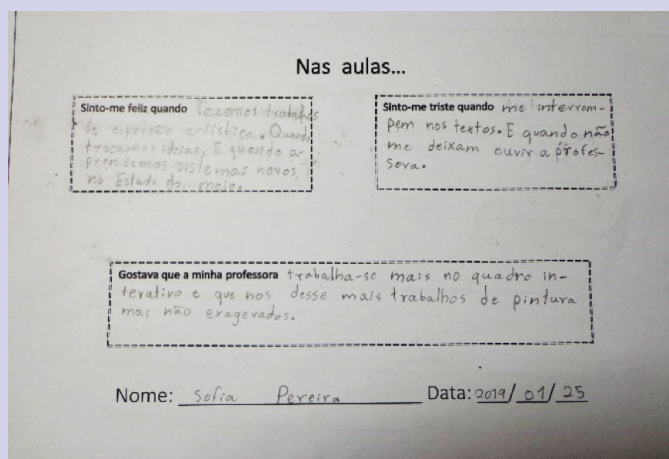 Nas aulas...
Sinto-me feliz quando fazemos trabalhos
de expressão artística. Quando
trocamos ideias. E quando a-
prendemos sistemas novos,
no Estado do meio.
Sinto-me triste quando me interrom-
pem nos textos. E quando não
me deixam ouvir a profes-
sora.
Gostava que a minha professora trabalha-se mais no quadro in-
terativo e que nos desse mais trabalhos de pintura
mas não exagerados.
Nome: Sofia Pereira Data: 2019/01/25